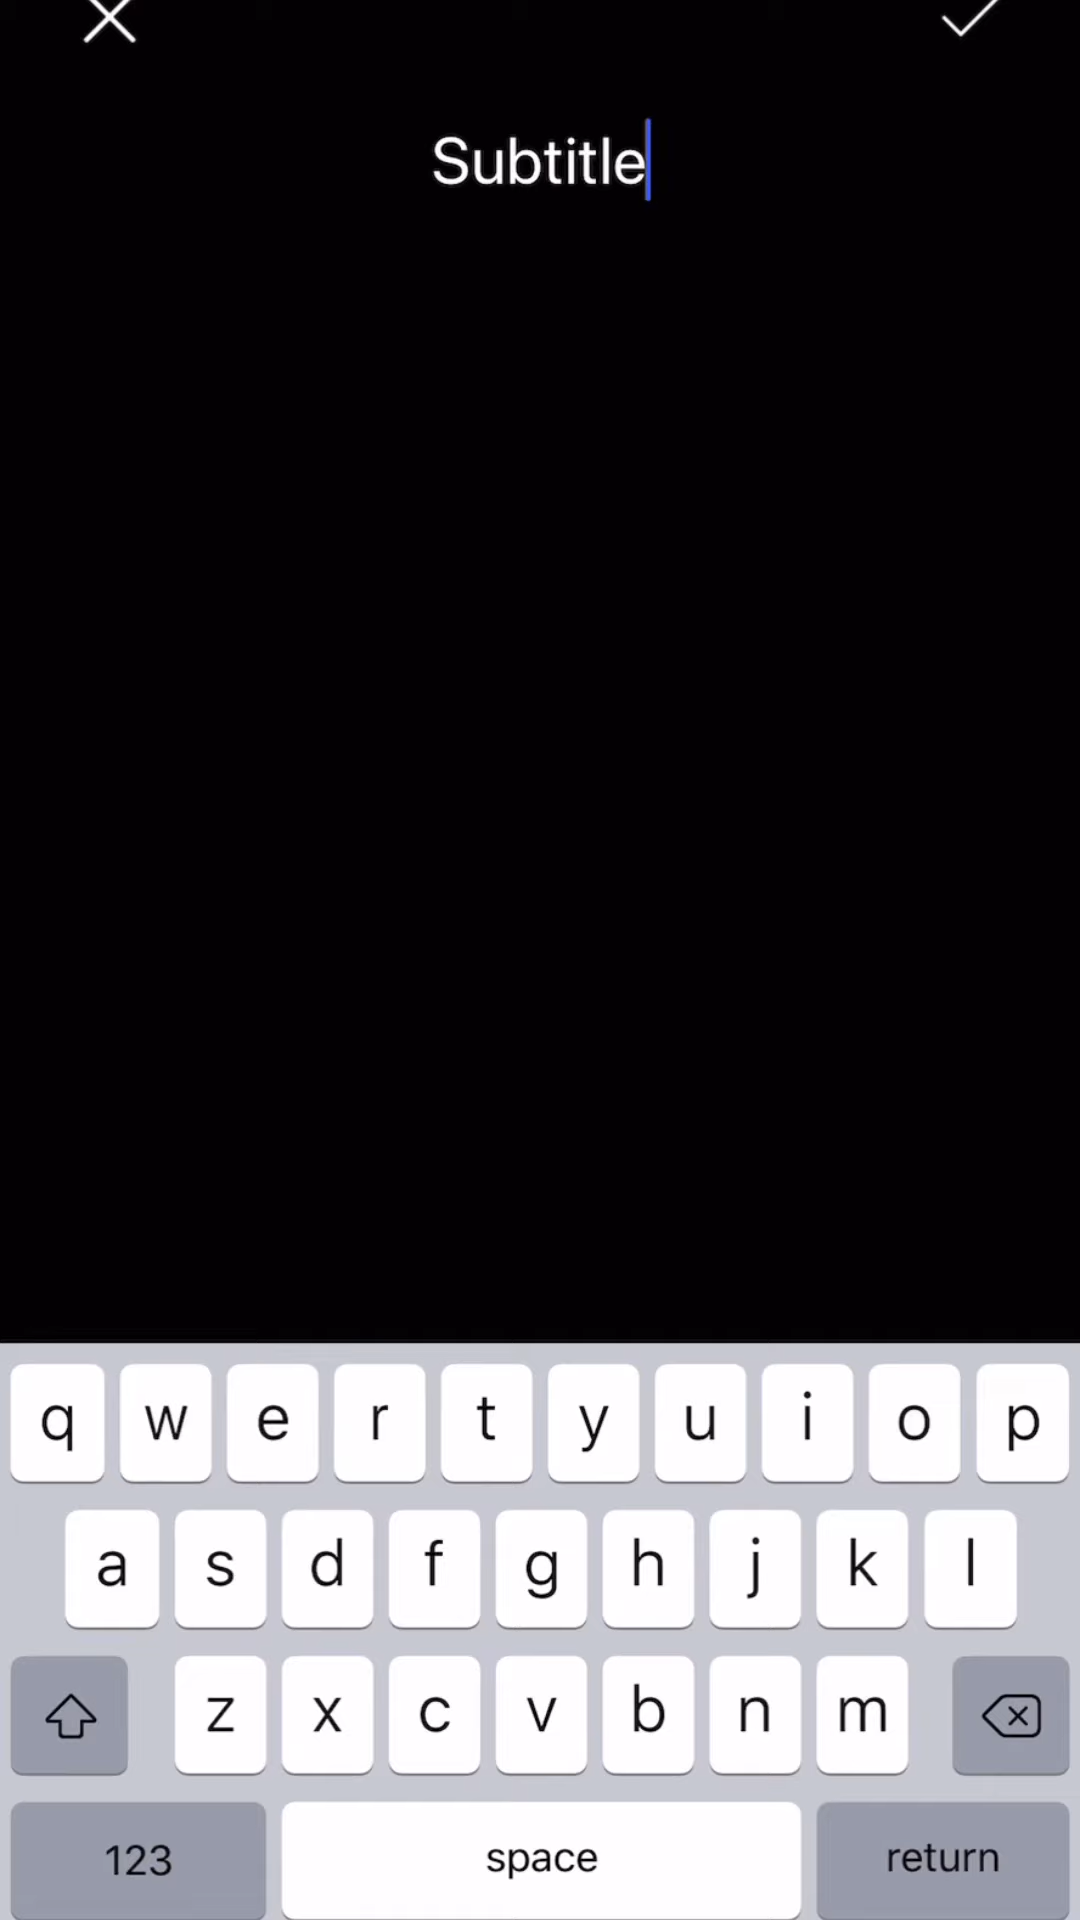 Subtitle
q w e r t y u i o p
a s d f g h j k l
z x c v b n m
123 space return